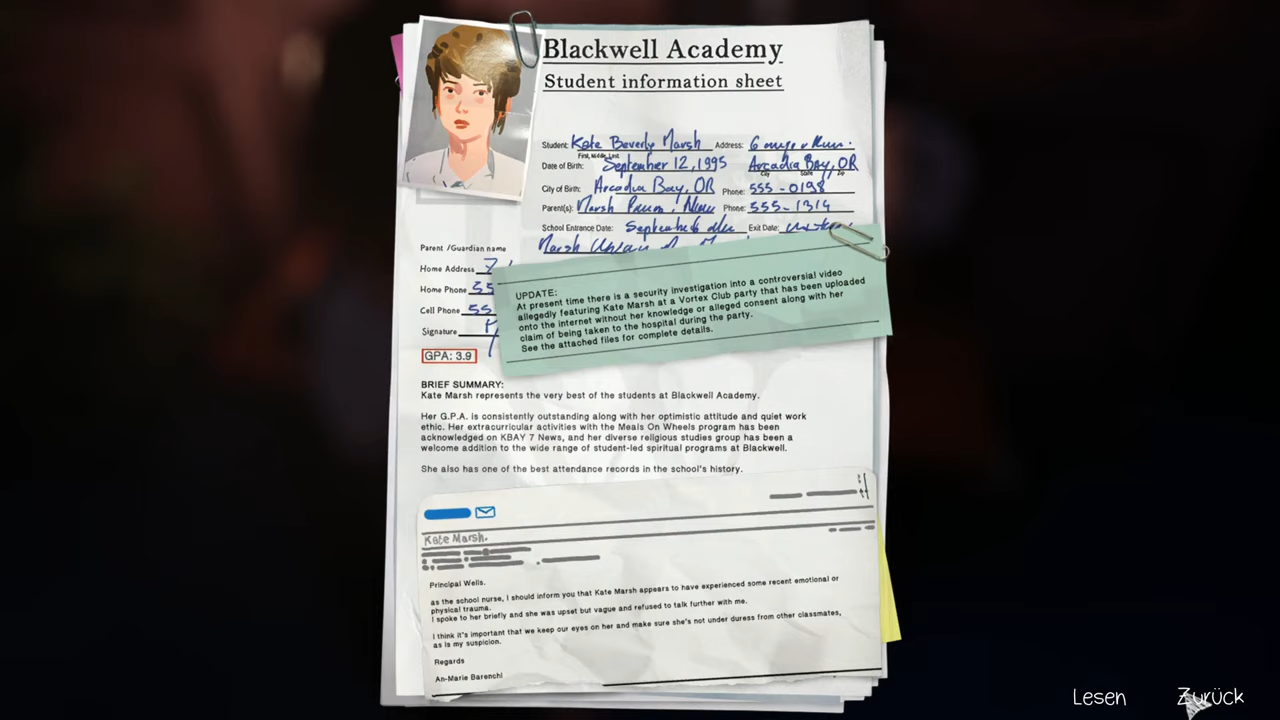 Blackwell Academy
Student information sheet
Student: Kate Beverly Marsh Address: 6
First, Middle, Last
Date of Birth: September 12, 1995 Arcadia Bay, OR
City State Zip
City of Birth: Arcadia Bay, OR Phone: 555-0198
Parent(s): Marsh Phone: 555-1314
School Entrance Date: Exit Date:
Parent /Guardian name Marsh
Home Address 7
Home Phone 55
Cell Phone 55
Signature
GPA: 3.9
UPDATE:
At present time there is a security investigation into a controversial video
allegedly featuring Kate Marsh at a Vortex Club party that has been uploaded
onto the internet without her knowledge or alleged consent along with her
claim of being taken to the hospital during the party.
See the attached files for complete details.
BRIEF SUMMARY:
Kate Marsh represents the very best of the students at Blackwell Academy.
Her G.P.A. is consistently outstanding along with her optimistic attitude and quiet work
ethic. Her extracurricular activities with the Meals On Wheels program has been
acknowledged on KBAY 7 News, and her diverse religious studies group has been a
welcome addition to the wide range of student-led spiritual programs at Blackwell.
She also has one of the best attendance records in the school's history.
Kate Marsh.
Principal Wells.
as the school nurse, I should inform you that Kate Marsh appears to have experienced some recent emotional or
physical trauma.
I spoke to her briefly and she was upset but vague and refused to talk further with me.
I think it's important that we keep our eyes on her and make sure she's not under duress from other classmates,
as is my suspicion.
Regards
An-Marie Barenchl
Lesen Zurück